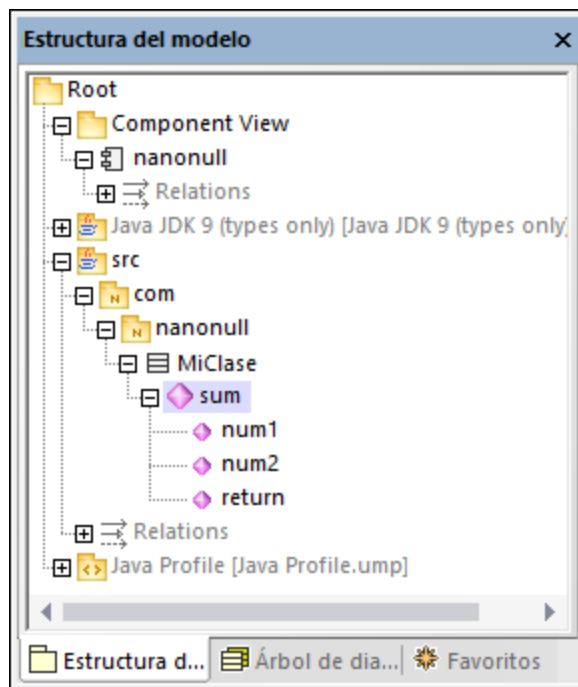 Estructura del modelo
Root
Component View
nanonull
Relations
Java JDK 9 (types only) [Java JDK 9 (types only)
src
com
nanonull
MiClase
sum
num1
num2
return
Relations
Java Profile [Java Profile.ump]
Estructura d... Árbol de dia... Favoritos